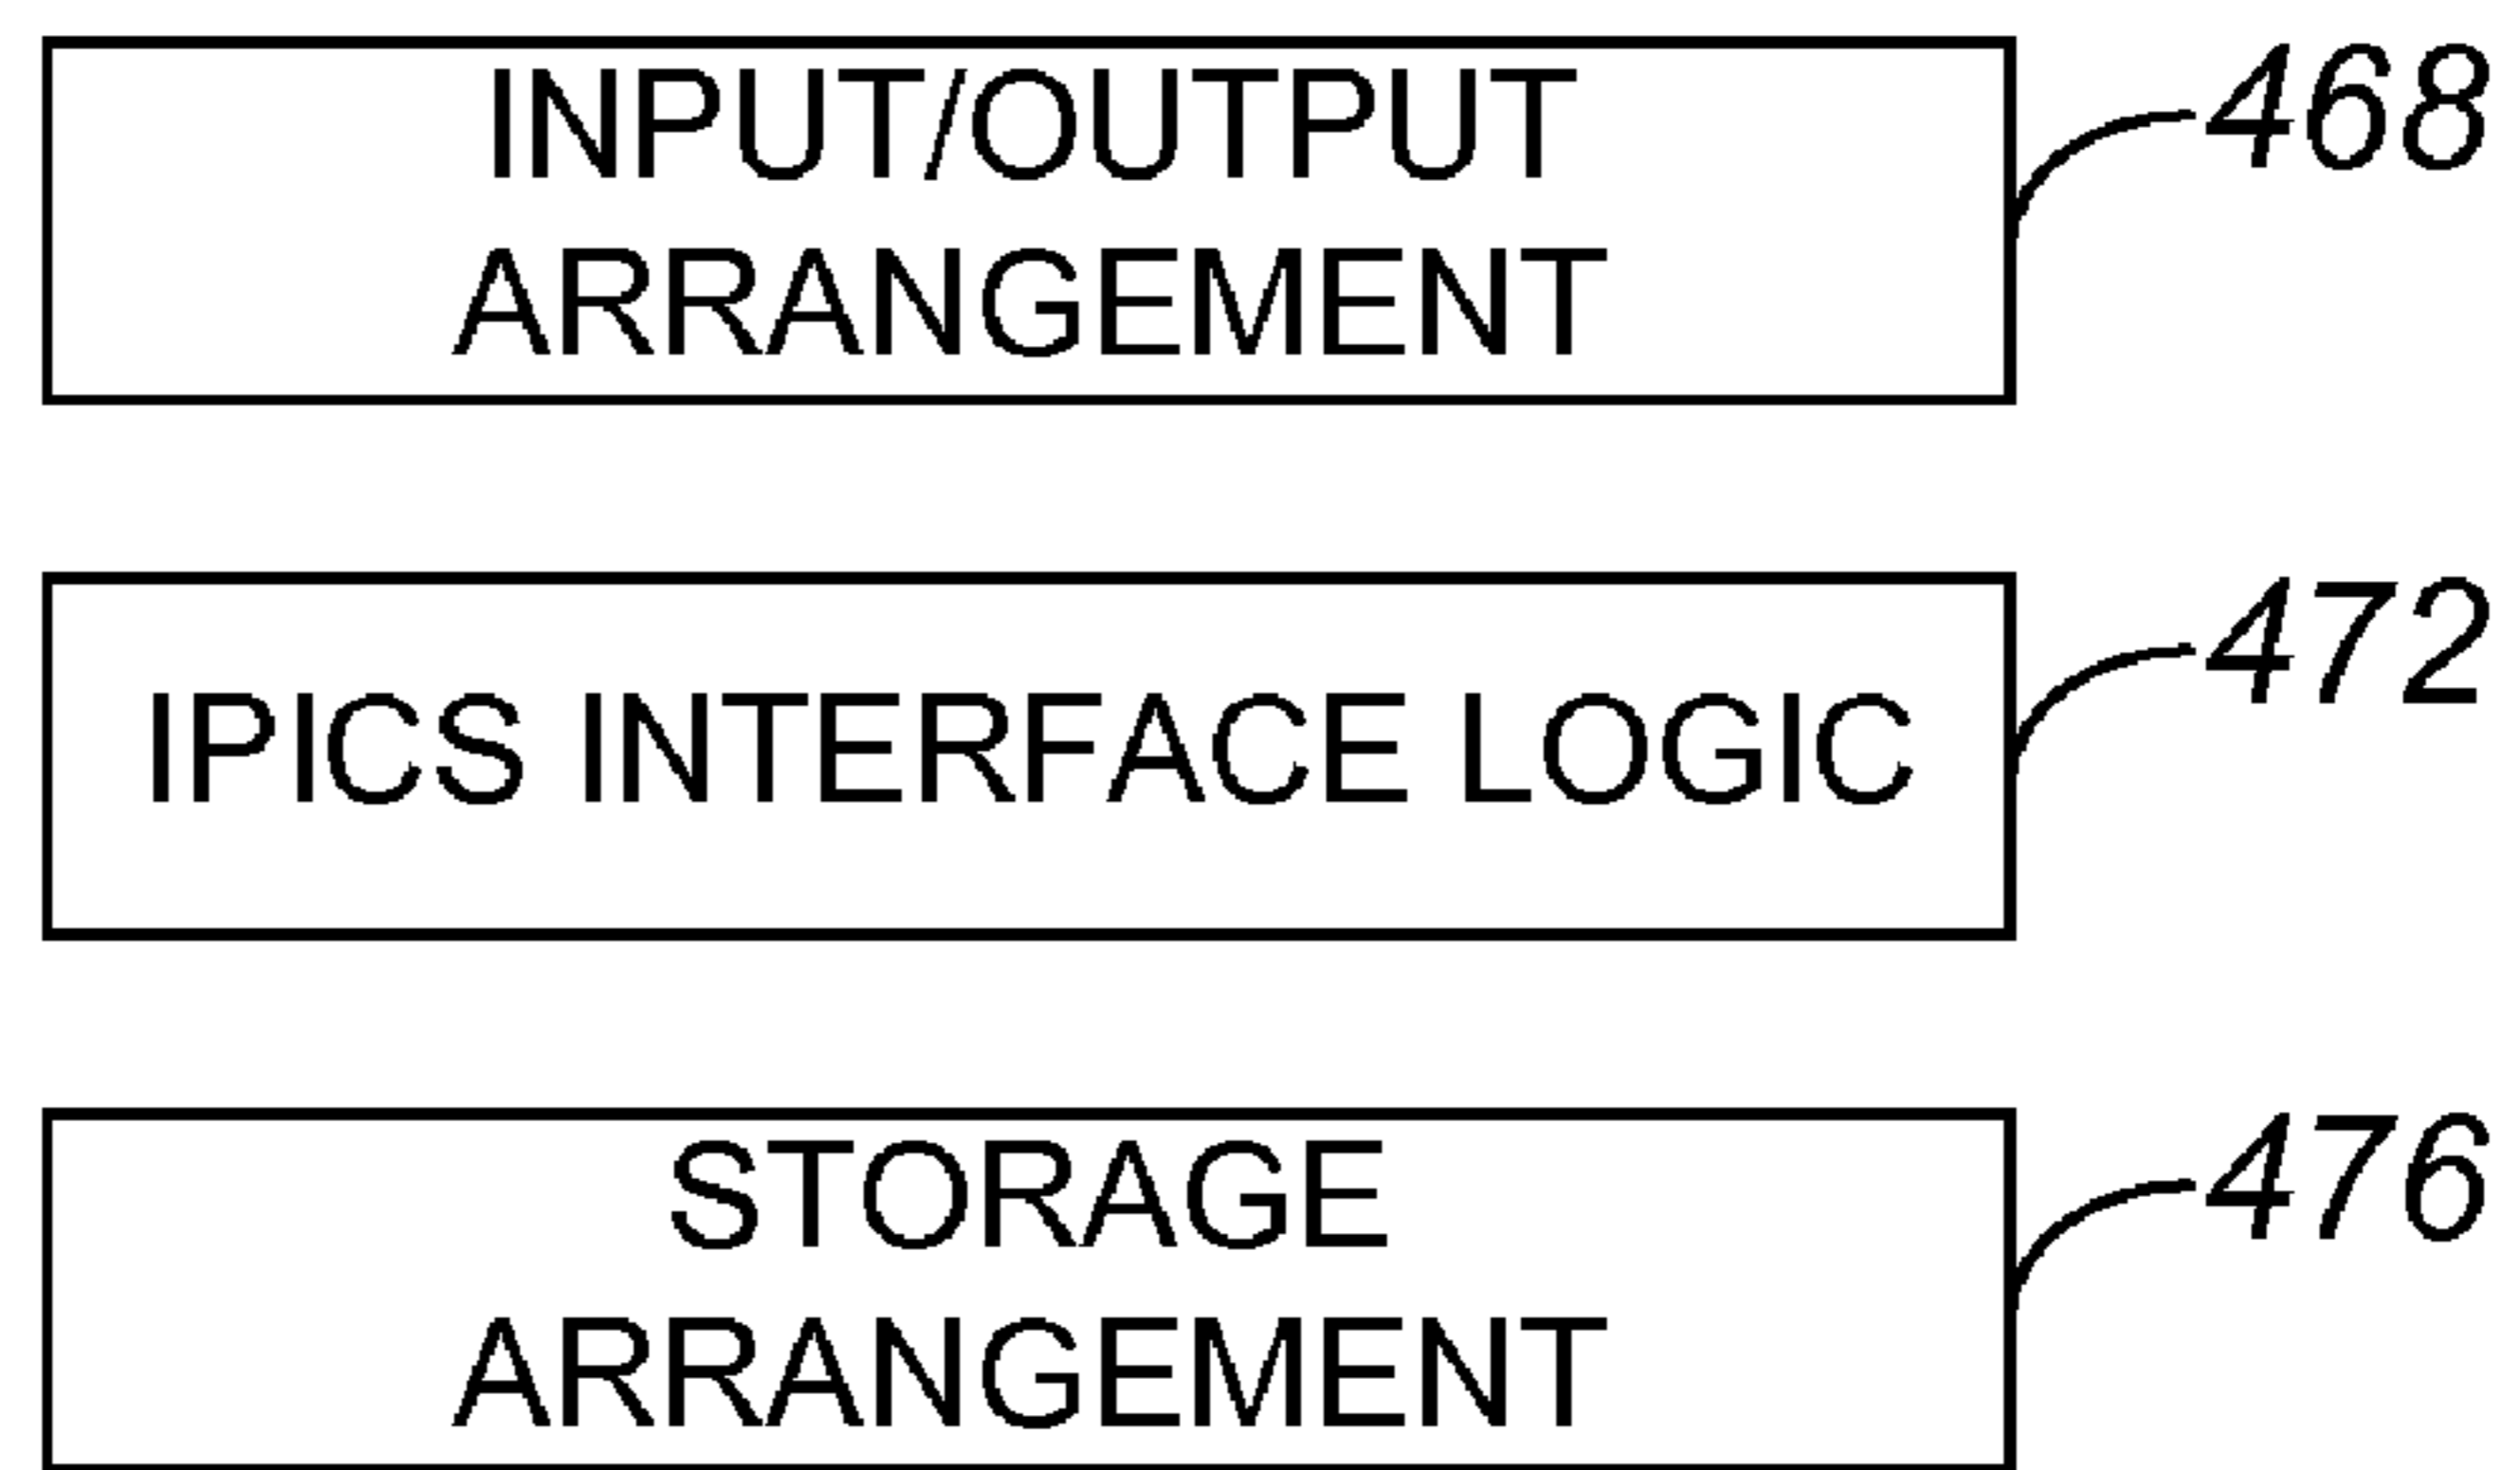 INPUT/OUTPUT
ARRANGEMENT
468
IPICS INTERFACE LOGIC
472
STORAGE
ARRANGEMENT
476